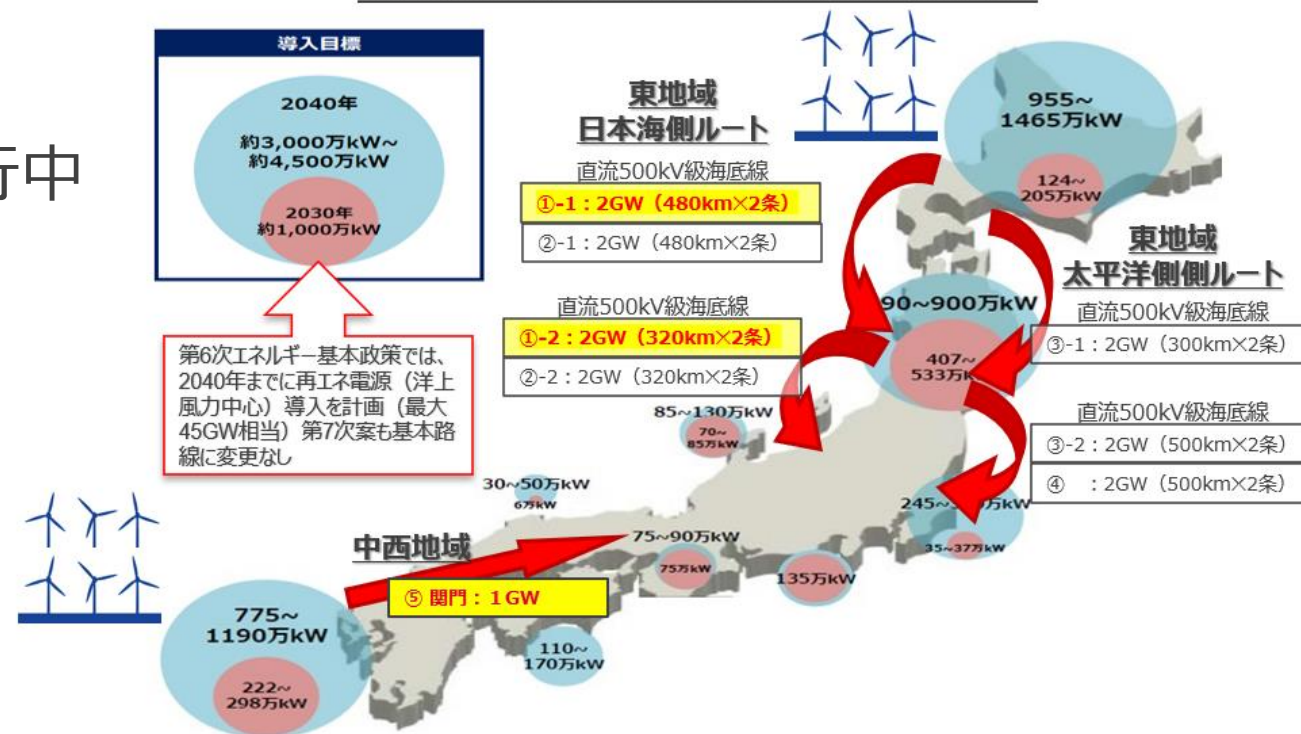 行中
導入目標
2040年
約3,000万kW~
約4,500万kW
2030年
約1,000万kW
第6次エネルギー基本政策では、
2040年までに再エネ電源（洋上
風力中心）導入を計画（最大
45GW相当）第7次案も基本路
線に変更なし
東地域
日本海側ルート
直流500kV級海底線
①-1：2GW（480km×2条）
②-1：2GW（480km×2条）
直流500kV級海底線
①-2：2GW（320km×2条）
②-2：2GW（320km×2条）
955~
1465万kW
124~
205万kW
東地域
太平洋側側ルート
直流500kV級海底線
③-1：2GW（300km×2条）
直流500kV級海底線
③-2：2GW（500km×2条）
④　：2GW（500km×2条）
90~900万kW
407~
533万k
85~130万kW
70~
85万kW
30~50万kW
6万kW
75~90万kW
75万kW
135万kW
245~
万kW
35~37万kW
中西地域
⑤ 関門：１GW
775~
1190万kW
222~
298万kW
110~
170万kW